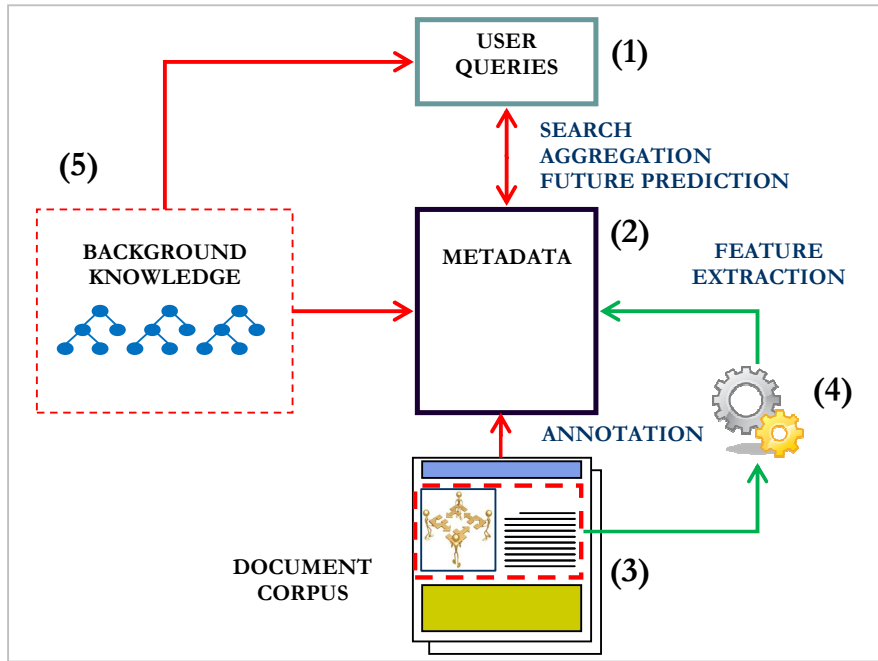 USER
QUERIES
(1)
SEARCH
AGGREGATION
FUTURE PREDICTION
(5)
BACKGROUND
KNOWLEDGE
(2)
METADATA
FEATURE
EXTRACTION
(4)
ANNOTATION
DOCUMENT
CORPUS
(3)